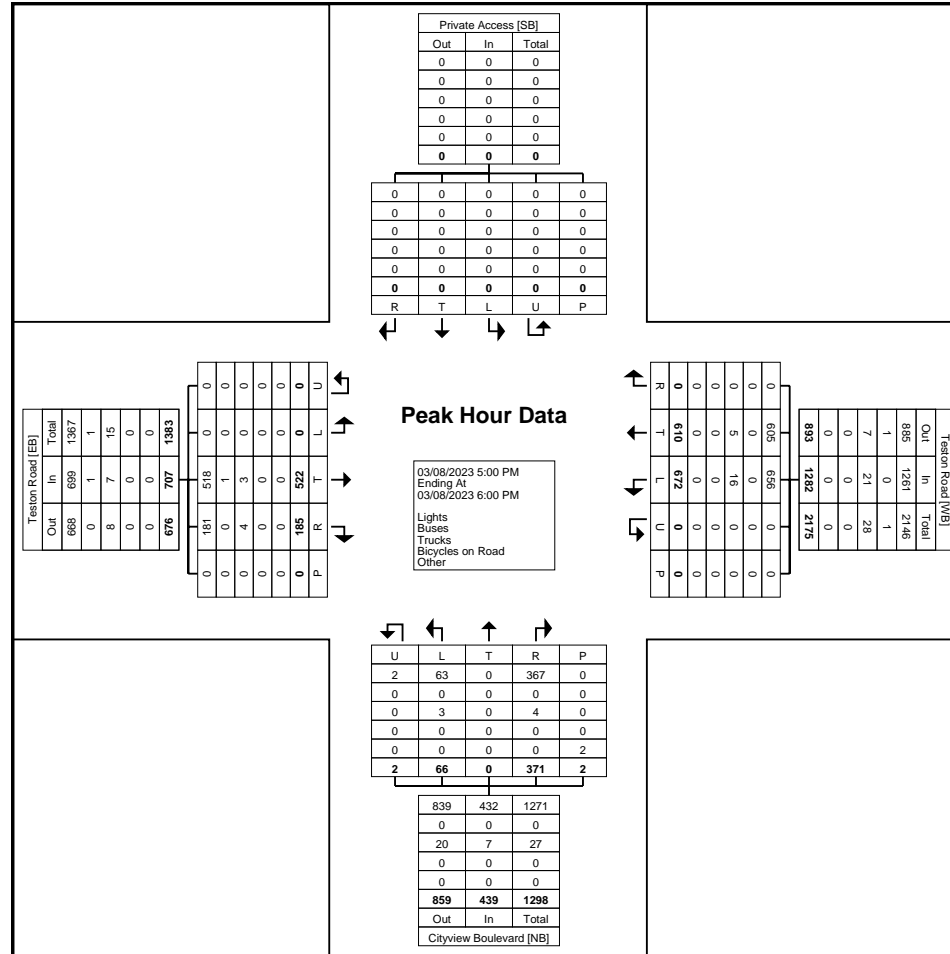 Private Access [SB]
Out In Total
0 0 0
0 0 0
0 0 0
0 0 0
0 0 0
0 0 0
0 0 0 0 0
0 0 0 0 0
0 0 0 0 0
0 0 0 0 0
0 0 0 0 0
0 0 0 0 0
R T L U P
U L T R P
0 0 522 185 0
0 0 0 0 0
0 0 0 0 0
0 0 3 4 0
0 0 1 0 0
0 0 518 181 0
1383 707 676
0 0 0
0 0 0
15 7 8
1 1 0
1367 699 668
Total In Out
Teston Road [EB]
Peak Hour Data
03/08/2023 5:00 PM
Ending At
03/08/2023 6:00 PM
Lights
Buses
Trucks
Bicycles on Road
Other
Teston Road [WB]
Out In Total
885 1261 2146
1 0 1
7 21 28
0 0 0
0 0 0
893 1282 2175
0 605 656 0 0
0 0 0 0 0
0 5 16 0 0
0 0 0 0 0
0 0 0 0 0
0 610 672 0 0
R T L U P
U L T R P
2 63 0 367 0
0 0 0 0 0
0 3 0 4 0
0 0 0 0 0
0 0 0 0 2
2 66 0 371 2
839 432 1271
0 0 0
20 7 27
0 0 0
0 0 0
859 439 1298
Out In Total
Cityview Boulevard [NB]